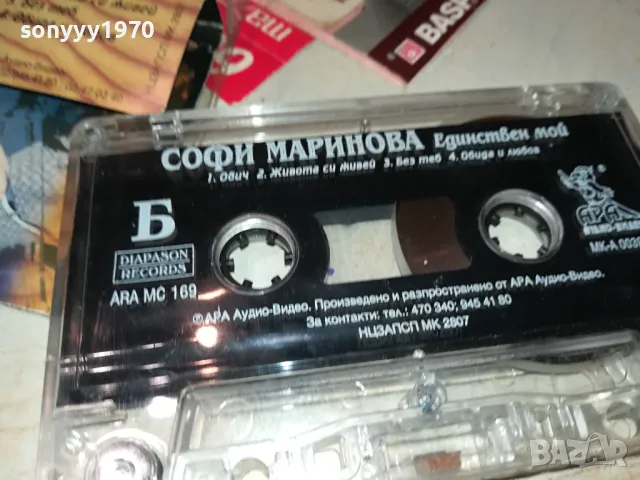 sonyyy1970
BASF
СОФИ МАРИНОВА Единствен мой
1. Обич 2. Живота си живей 3. Без теб 4. Обида и любов
Б
DIAPASON
RECORDS
ARA MC 169
АРА
МК-А
℗©АРА Аудио-Видео. Произведено и разпространено от АРА Аудио-Видео.
За контакти: тел.: 470 340; 945 41 80
НЦЗАПСП МК 2807
BAZAR
.bg